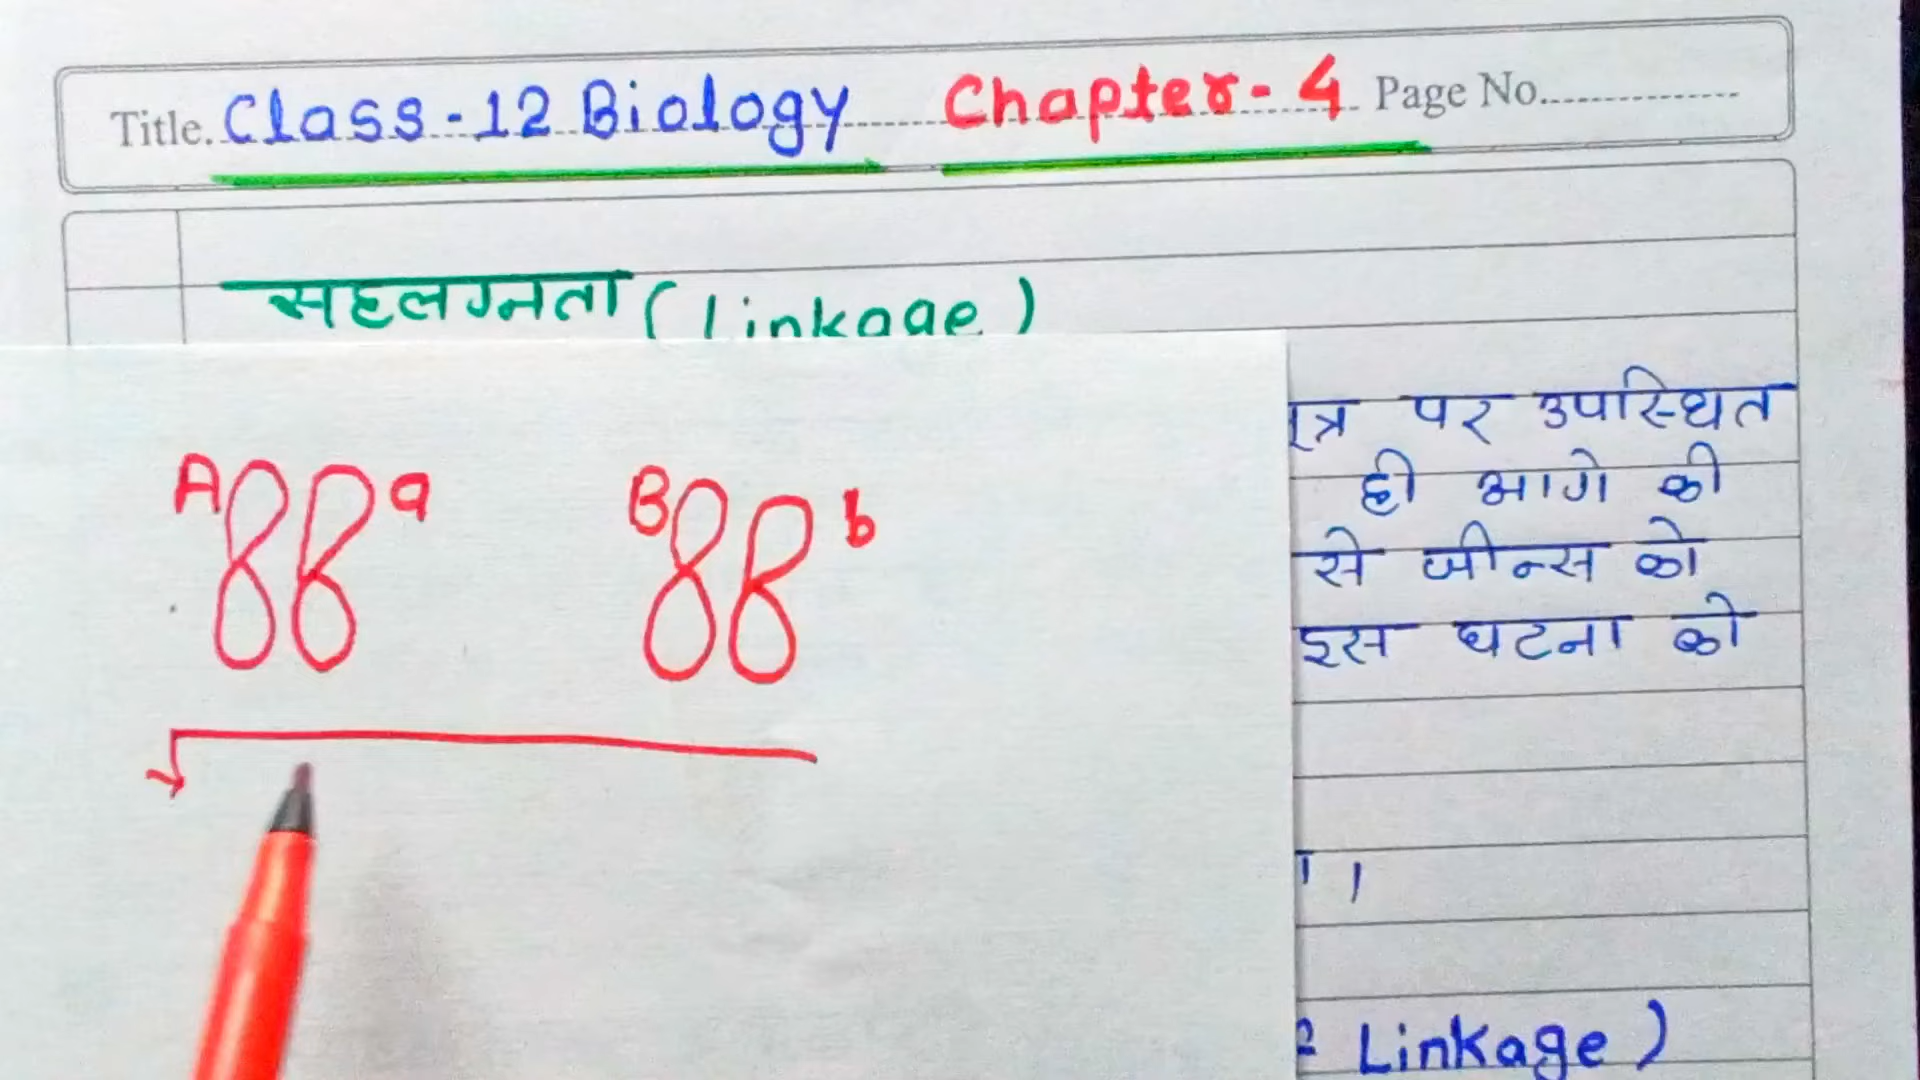 Title. Class-12 Biology Chapter-4 Page No.
सहलग्नता (Linkage)
पर उपस्थित
ही आगे की
से जीन्स को
इस घटना को
A a B b
।
Linkage)